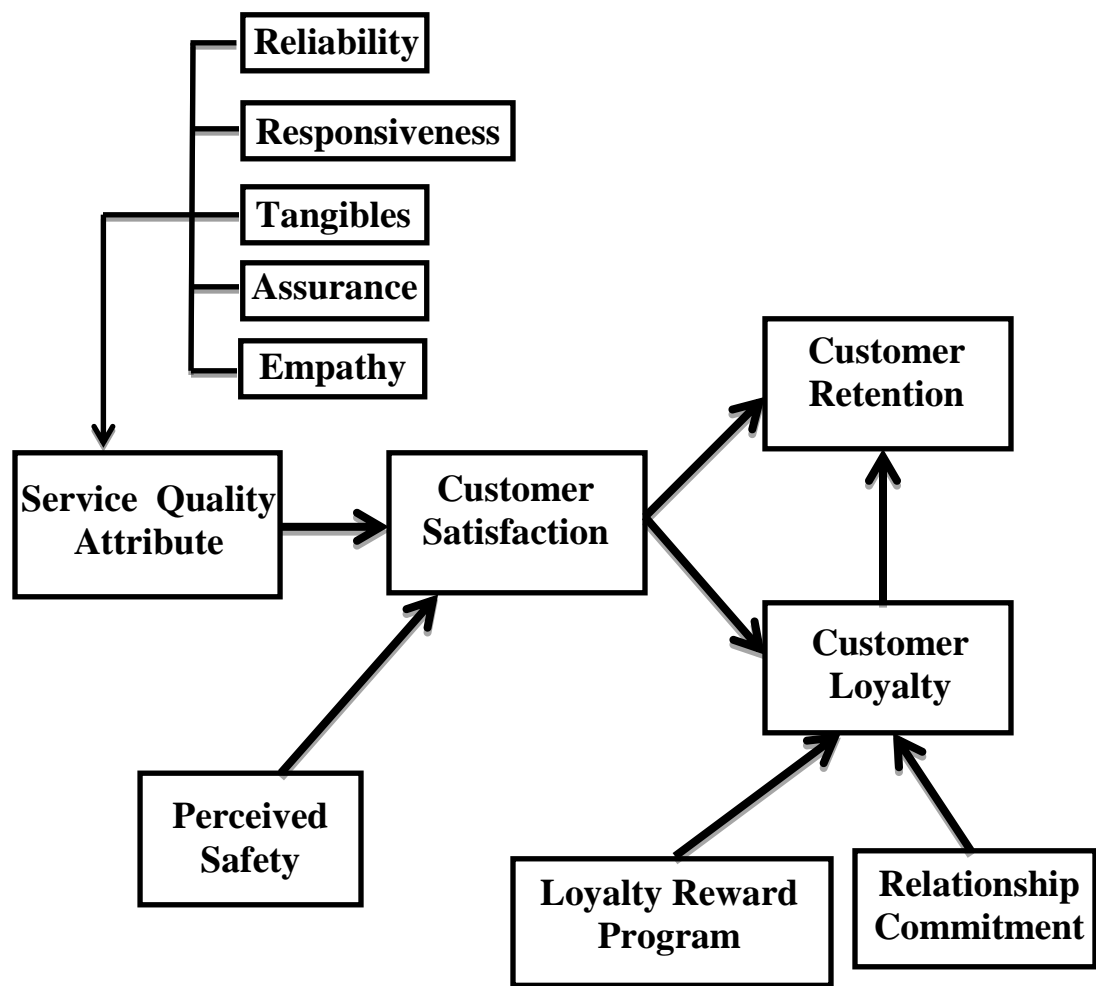 Reliability
Responsiveness
Tangibles
Assurance
Empathy
Customer
Retention
Service Quality
Attribute
Customer
Satisfaction
Customer
Loyalty
Perceived
Safety
Loyalty Reward
Program
Relationship
Commitment